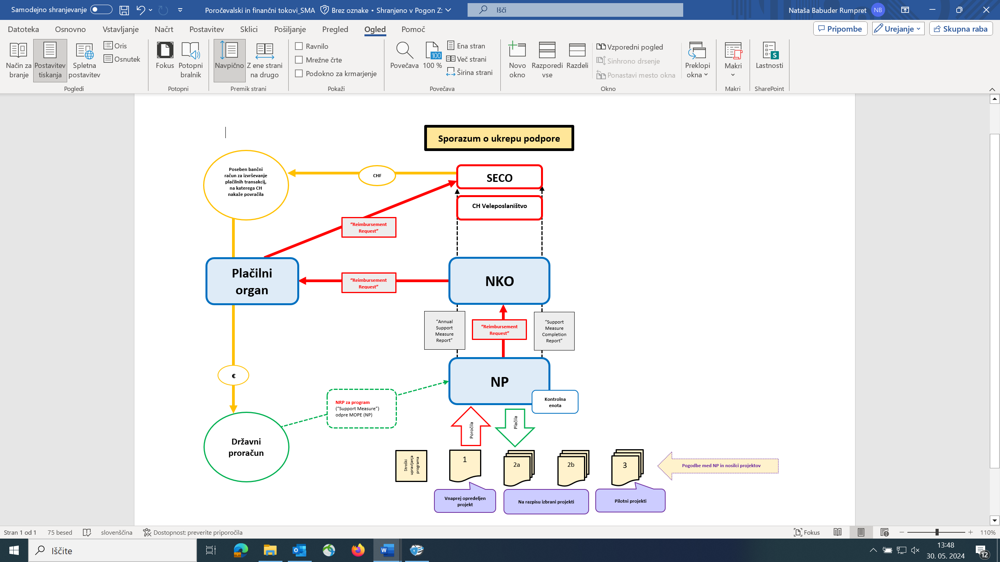 Samodejno shranjevanje
Poročevalski in finančni tokovi_SMA
Brez oznake • Shranjeno v Pogon Z:
Išči
Nataša Babuder Rumpret
NB
Datoteka
Osnovno
Vstavljanje
Načrt
Postavitev
Sklici
Pošiljanje
Pregled
Ogled
Pomoč
Pripombe
Urejanje
Skupna raba
Način za
branje
Postavitev
tiskanja
Spletna
postavitev
Oris
Osnutek
Pogledi
Fokus
Potopni
bralnik
Potopni
Navpično
Z ene strani
na drugo
Premik strani
Ravnilo
Mrežne črte
Podokno za krmarjenje
Pokaži
Povečava
100
100 %
Ena stran
Več strani
Širina strani
Povečava
Novo
okno
Razporedi
vse
Razdeli
Vzporedni pogled
Sinhrono drsenje
Ponastavi mesto okna
Preklopi
okna
Okno
Makri
Makri
S
Lastnosti
SharePoint
Sporazum o ukrepu podpore
Poseben bančni
račun za izvrševanje
plačilnih transakcij,
na katerega CH
nakaže povračila
CHF
SECO
CH Veleposlaništvo
“Reimbursement
Request”
Plačilni
organ
“Reimbursement
Request”
NKO
“Annual
Support
Measure
Report”
“Reimbursement
Request”
“Support
Measure
Completion
Report”
€
NP
Kontrolna
enota
NRP za program
(“Support Measure”)
odpre MOPE (NP)
Poročila
Plačila
Državni
proračun
Stroški
upravljanja
programa
1
2a
2b
3
Pogodbe med NP in nosilci projektov
Vnaprej opredeljen
projekt
Na razpisu izbrani projekti
Pilotni projekti
Stran 1 od 1
75 besed
slovenščina
Dostopnost: preverite priporočila
Fokus
110%
Iščite
13:48
30. 05. 2024
12